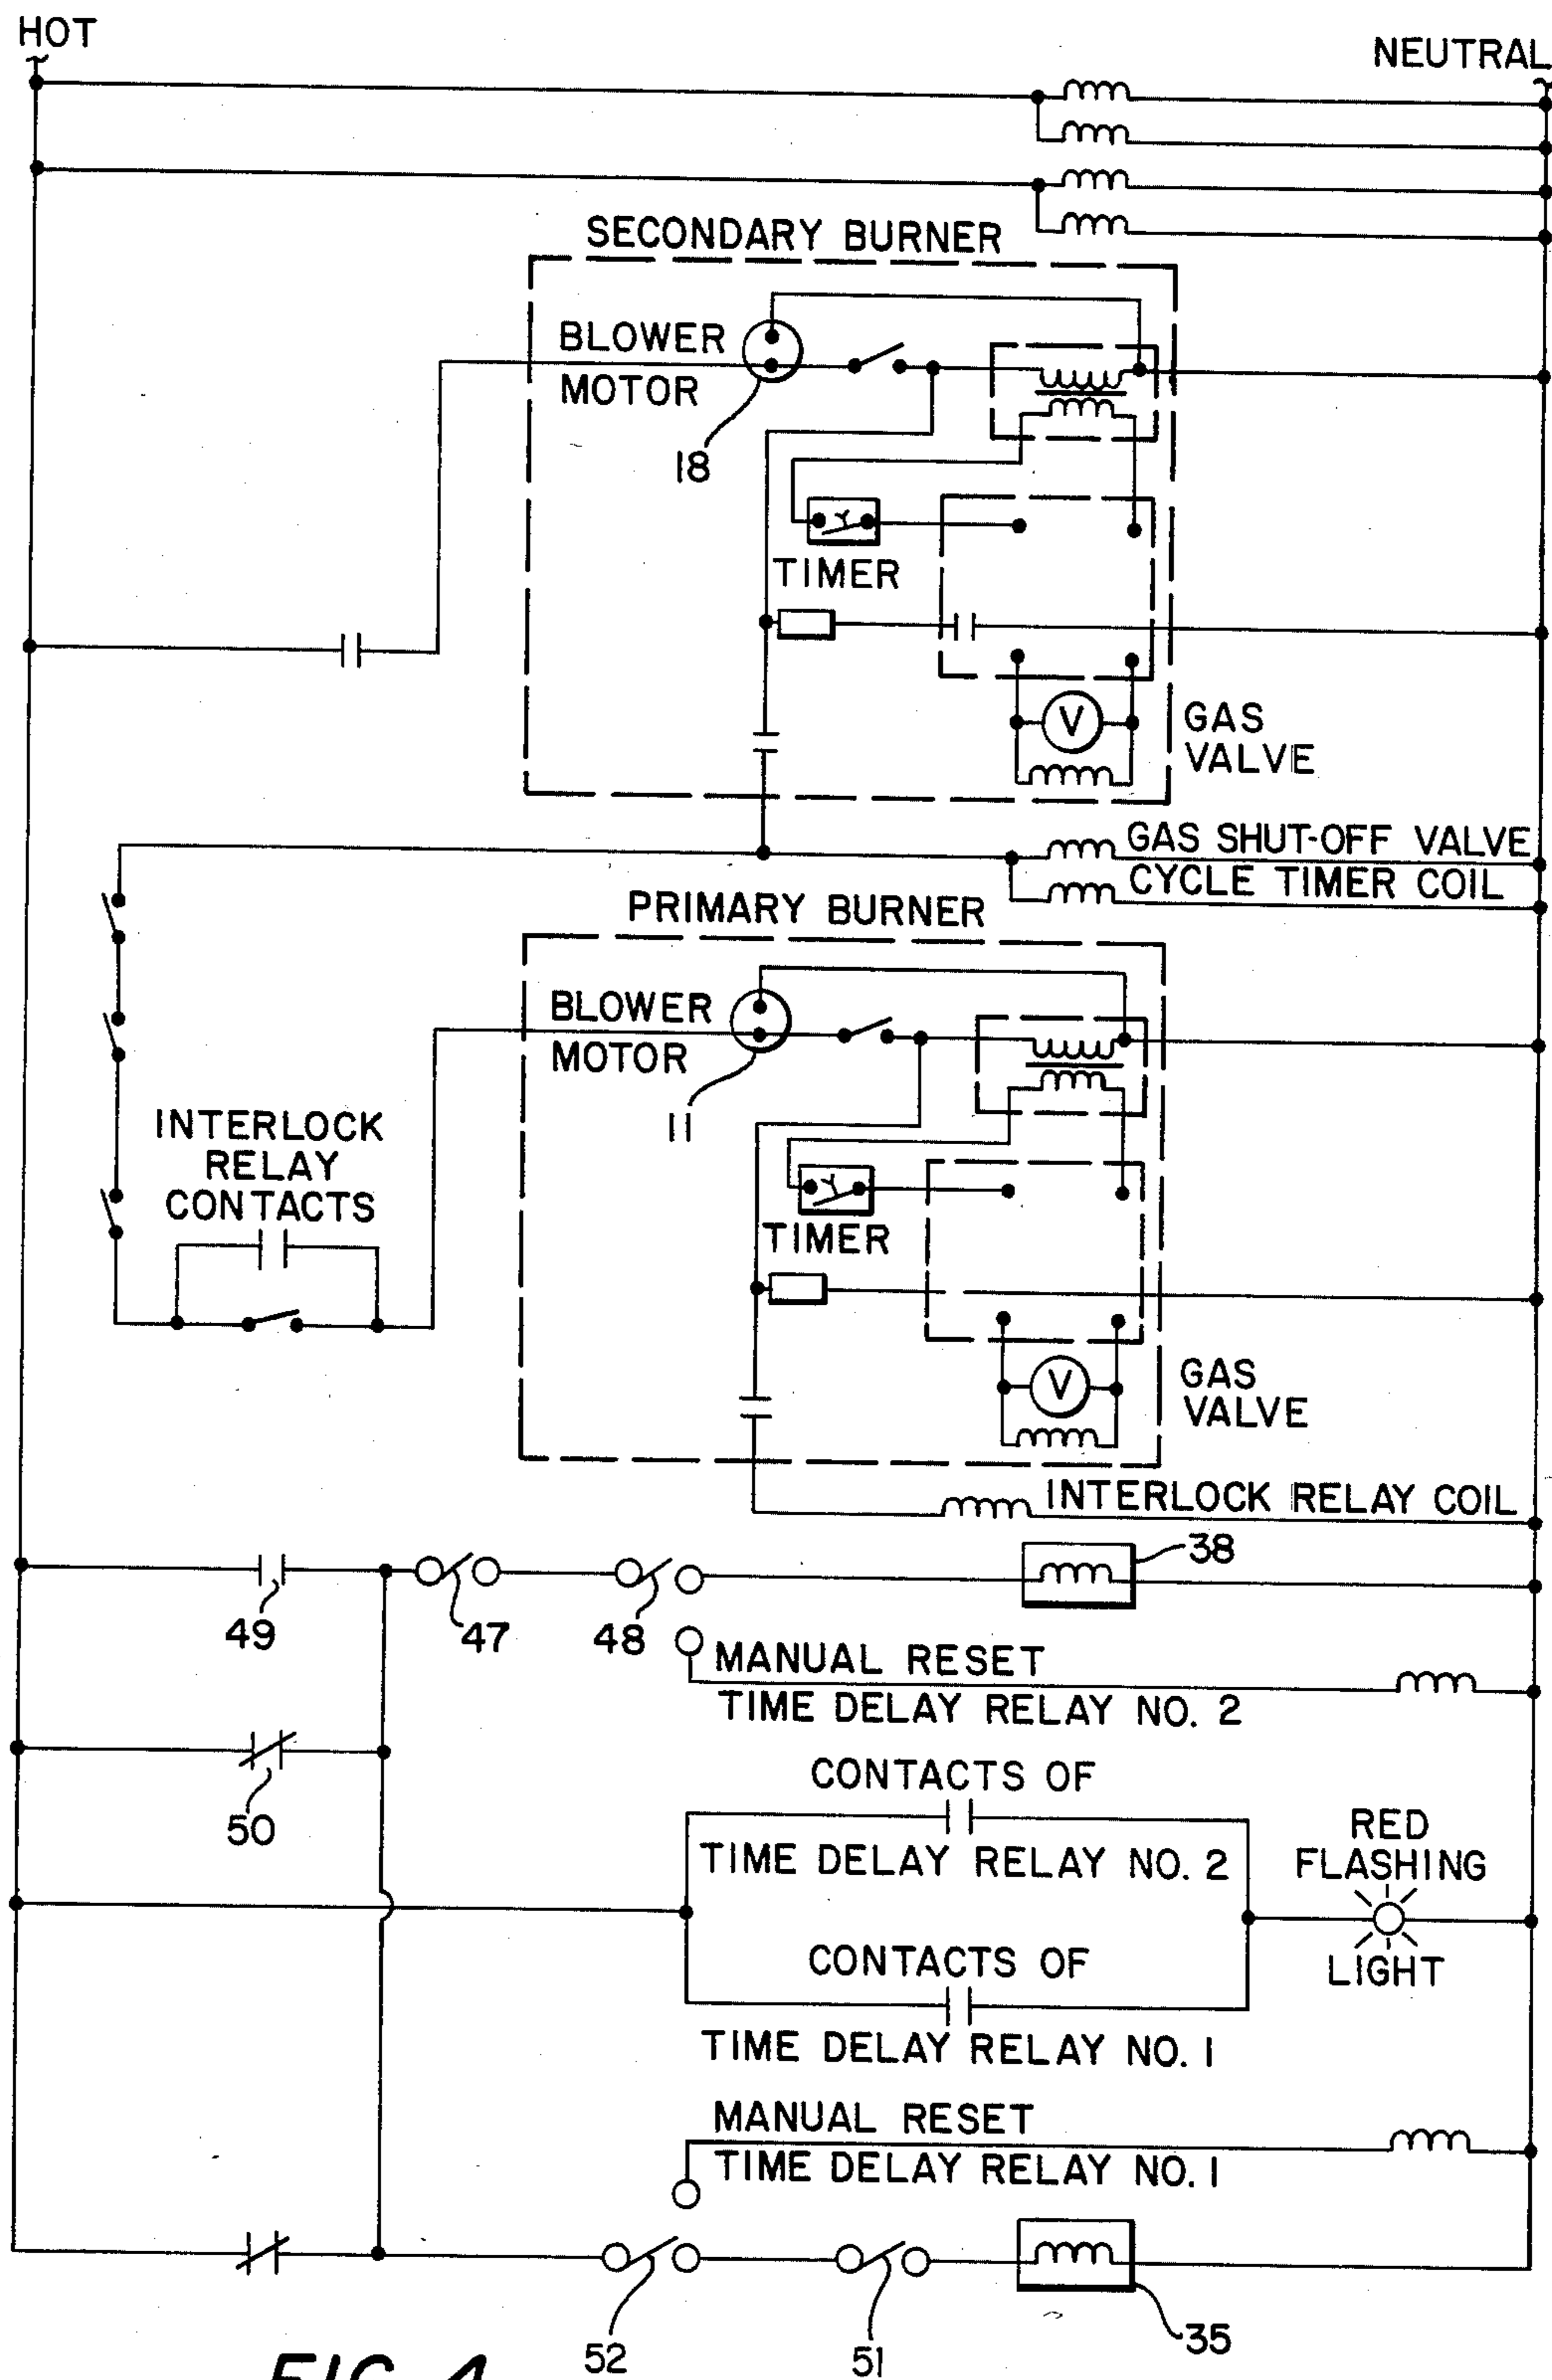 HOT
NEUTRAL
SECONDARY BURNER
BLOWER
MOTOR
18
TIMER
V
GAS
VALVE
GAS SHUT-OFF VALVE
CYCLE TIMER COIL
PRIMARY BURNER
BLOWER
MOTOR
11
INTERLOCK
RELAY
CONTACTS
TIMER
V
GAS
VALVE
INTERLOCK RELAY COIL
38
49
47
48
MANUAL RESET
TIME DELAY RELAY NO. 2
50
CONTACTS OF
TIME DELAY RELAY NO. 2
RED
FLASHING
LIGHT
CONTACTS OF
TIME DELAY RELAY NO. 1
MANUAL RESET
TIME DELAY RELAY NO. 1
52
51
35
FIG. 4